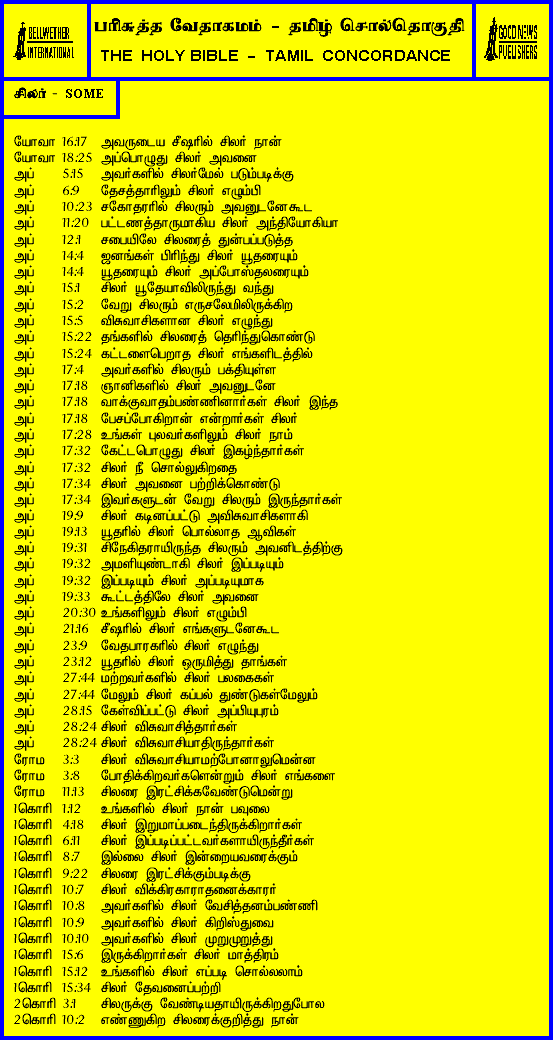 BELLWETHER
INTERNATIONAL
பரிசுத்த வேதாகமம் - தமிழ் சொல்தொகுதி
THE HOLY BIBLE - TAMIL CONCORDANCE
GOOD NEWS
PUBLISHERS
சிலர் - SOME
யோவா 16:17 அவருடைய சீஷரில் சிலர் நான்
யோவா 18:25 அப்பொழுது சிலர் அவனை
அப் 5:15 அவர்களில் சிலர்மேல் படும்படிக்கு
அப் 6:9 தேசத்தாரிலும் சிலர் எழும்பி
அப் 10:23 சகோதரரில் சிலரும் அவனுடனேகூட
அப் 11:20 பட்டணத்தாருமாகிய சிலர் அந்தியோகியா
அப் 12:1 சபையிலே சிலரைத் துன்பப்படுத்த
அப் 14:4 ஜனங்கள் பிரிந்து சிலர் யூதரையும்
அப் 14:4 யூதரையும் சிலர் அப்போஸ்தலரையும்
அப் 15:1 சிலர் யூதேயாவிலிருந்து வந்து
அப் 15:2 வேறு சிலரும் எருசலேமிலிருக்கிற
அப் 15:5 விசுவாசிகளான சிலர் எழுந்து
அப் 15:22 தங்களில் சிலரைத் தெரிந்துகொண்டு
அப் 15:24 கட்டளைபெறாத சிலர் எங்களிடத்தில்
அப் 17:4 அவர்களில் சிலரும் பக்தியுள்ள
அப் 17:18 ஞானிகளில் சிலர் அவனுடனே
அப் 17:18 வாக்குவாதம்பண்ணினார்கள் சிலர் இந்த
அப் 17:18 பேசப்போகிறான் என்றார்கள் சிலர்
அப் 17:28 உங்கள் புலவர்களிலும் சிலர் நாம்
அப் 17:32 கேட்டபொழுது சிலர் இகழ்ந்தார்கள்
அப் 17:32 சிலர் நீ சொல்லுகிறதை
அப் 17:34 சிலர் அவனை பற்றிக்கொண்டு
அப் 17:34 இவர்களுடன் வேறு சிலரும் இருந்தார்கள்
அப் 19:9 சிலர் கடினப்பட்டு அவிசுவாசிகளாகி
அப் 19:13 யூதரில் சிலர் பொல்லாத ஆவிகள்
அப் 19:31 சிநேகிதராயிருந்த சிலரும் அவனிடத்திற்கு
அப் 19:32 அமளியுண்டாகி சிலர் இப்படியும்
அப் 19:32 இப்படியும் சிலர் அப்படியுமாக
அப் 19:33 கூட்டத்திலே சிலர் அவனை
அப் 20:30 உங்களிலும் சிலர் எழும்பி
அப் 21:16 சீஷரில் சிலர் எங்களுடனேகூட
அப் 23:9 வேதபாரகரில் சிலர் எழுந்து
அப் 23:12 யூதரில் சிலர் ஒருமித்து தாங்கள்
அப் 27:44 மற்றவர்களில் சிலர் பலகைகள்
அப் 27:44 மேலும் சிலர் கப்பல் துண்டுகள்மேலும்
அப் 28:15 கேள்விப்பட்டு சிலர் அப்பியுபுரம்
அப் 28:24 சிலர் விசுவாசித்தார்கள்
அப் 28:24 சிலர் விசுவாசியாதிருந்தார்கள்
ரோம 3:3 சிலர் விசுவாசியாமற்போனாலுமென்ன
ரோம 3:8 போதிக்கிறவர்களென்றும் சிலர் எங்களை
ரோம 11:13 சிலரை இரட்சிக்கவேண்டுமென்று
1கொரி 1:12 உங்களில் சிலர் நான் பவுலை
1கொரி 4:18 சிலர் இறுமாப்படைந்திருக்கிறார்கள்
1கொரி 6:11 சிலர் இப்படிப்பட்டவர்களாயிருந்தீர்கள்
1கொரி 8:7 இல்லை சிலர் இன்றையவரைக்கும்
1கொரி 9:22 சிலரை இரட்சிக்கும்படிக்கு
1கொரி 10:7 சிலர் விக்கிரகாராதனைக்காரர்
1கொரி 10:8 அவர்களில் சிலர் வேசித்தனம்பண்ணி
1கொரி 10:9 அவர்களில் சிலர் கிறிஸ்துவை
1கொரி 10:10 அவர்களில் சிலர் முறுமுறுத்து
1கொரி 15:6 இருக்கிறார்கள் சிலர் மாத்திரம்
1கொரி 15:12 உங்களில் சிலர் எப்படி சொல்லலாம்
1கொரி 15:34 சிலர் தேவனைப்பற்றி
2கொரி 3:1 சிலருக்கு வேண்டியதாயிருக்கிறதுபோல
2கொரி 10:2 எண்ணுகிற சிலரைக்குறித்து நான்